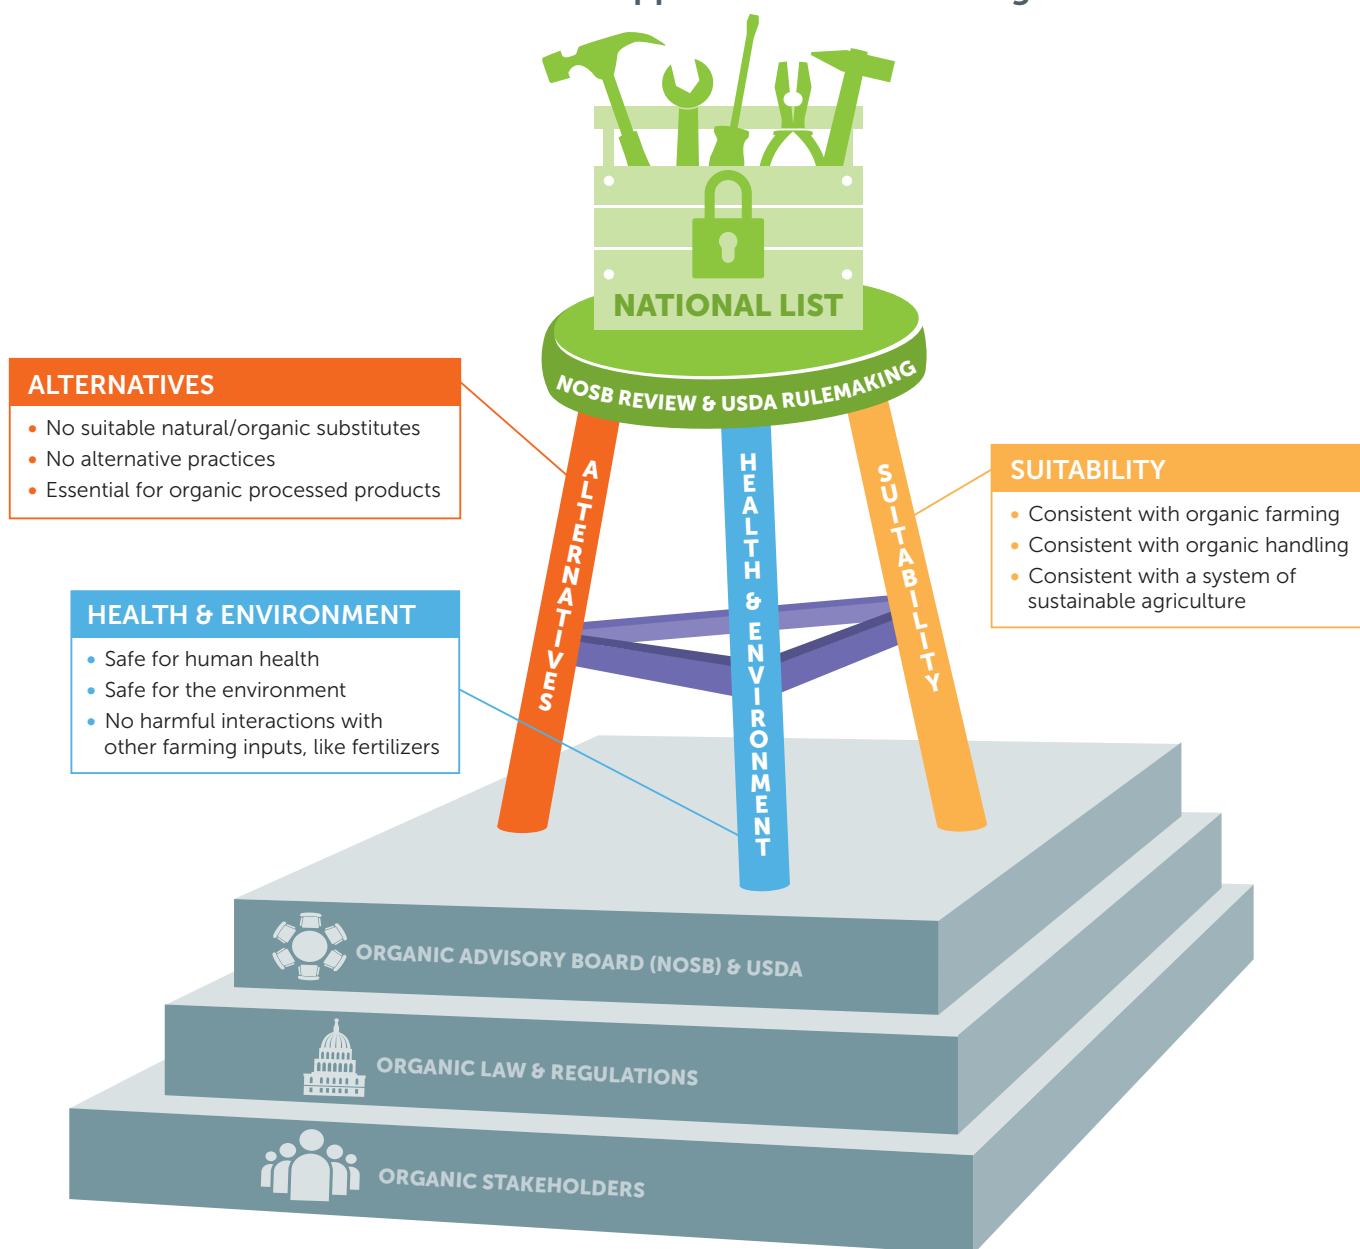 NATIONAL LIST
NOSB REVIEW & USDA RULEMAKING
ALTERNATIVES
• No suitable natural/organic substitutes
• No alternative practices
• Essential for organic processed products
ALTERNATIVES
HEALTH & ENVIRONMENT
SUITABILITY
SUITABILITY
• Consistent with organic farming
• Consistent with organic handling
• Consistent with a system of
sustainable agriculture
HEALTH & ENVIRONMENT
• Safe for human health
• Safe for the environment
• No harmful interactions with
other farming inputs, like fertilizers
ORGANIC ADVISORY BOARD (NOSB) & USDA
ORGANIC LAW & REGULATIONS
ORGANIC STAKEHOLDERS